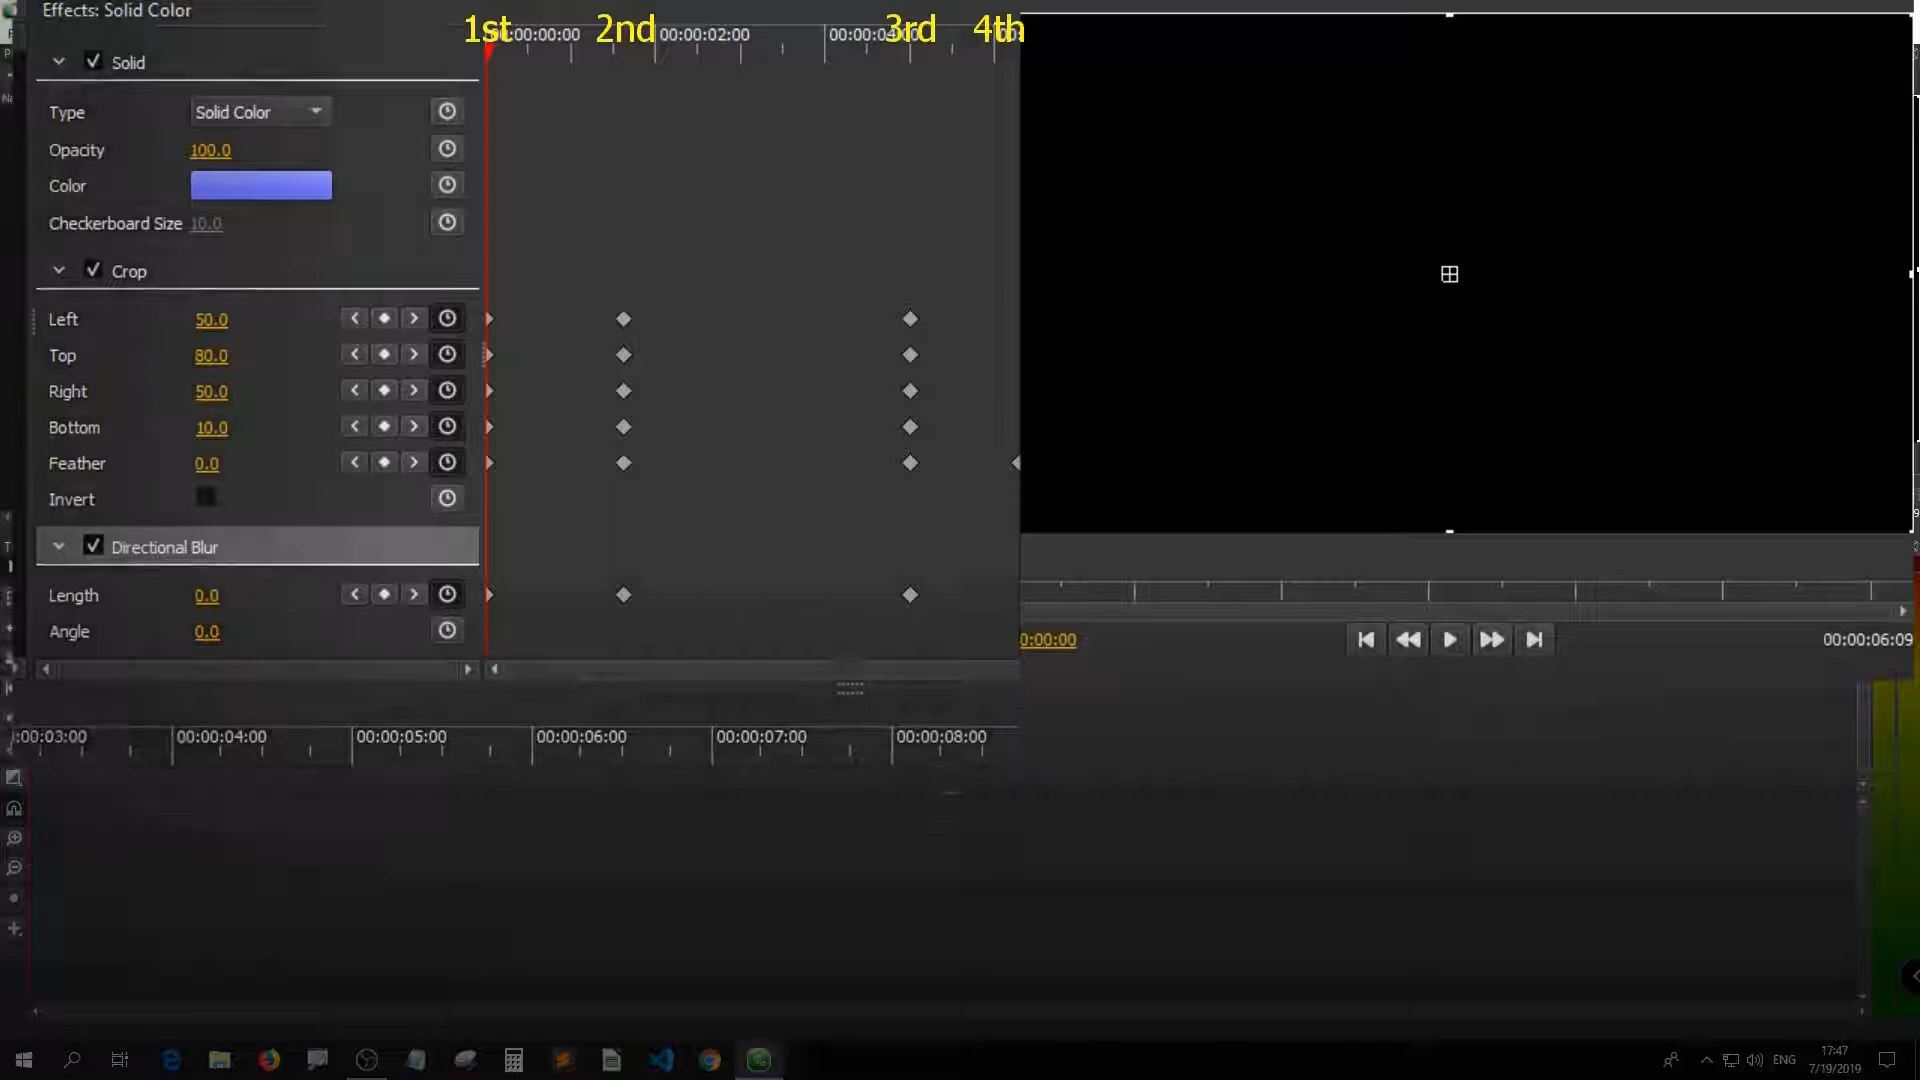 Effects: Solid Color
1st 2nd 3rd 4th
00:00:00:00 00:00:02:00
Solid
Type Solid Color
Opacity 100.0
Color
Checkerboard Size 10.0
Crop
Left 50.0
Top 80.0
Right 50.0
Bottom 10.0
Feather 0.0
Invert
Directional Blur
Length 0.0
Angle 0.0
0:00:00 00:00:06:09
:00:03:00 00:00:04:00 00:00:05:00 00:00:06:00 00:00:07:00 00:00:08:00
ENG
17:47
7/19/2019